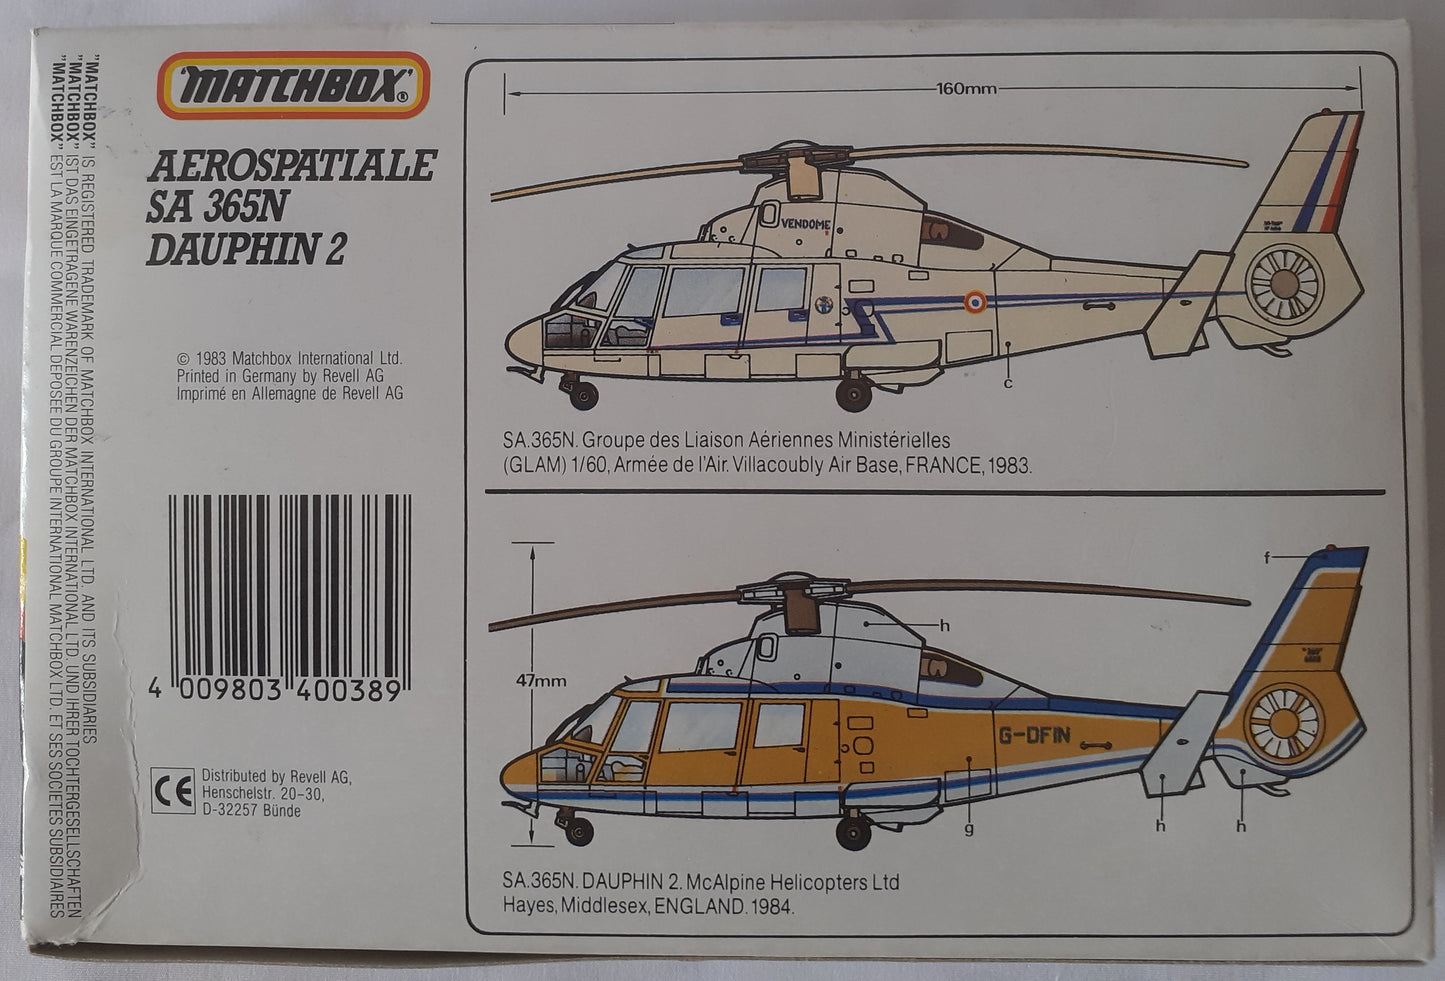 "MATCHBOX" IS REGISTERED TRADEMARK OF MATCHBOX INTERNATIONAL LTD. AND ITS SUBSIDIARIES
"MATCHBOX" IST DAS EINGETRAGENE WARENZEICHEN DER MATCHBOX INTERNATIONAL LTD. UND IHRER TOCHTERGESELLSCHAFTEN
"MATCHBOX" EST LA MARQUE COMMERCIAL DEPOSEE DU GROUPE INTERNATIONAL MATCHBOX LTD. ET SES SOCIETES SUBSIDIAIRES
"MATCHBOX"®
AEROSPATIALE
SA 365N
DAUPHIN 2
© 1983 Matchbox International Ltd.
Printed in Germany by Revell AG
Imprimé en Allemagne de Revell AG
4 009803 400389
CE
Distributed by Revell AG,
Henschelstr. 20-30,
D-32257 Bünde
160mm
VENDOME
c
SA.365N. Groupe des Liaison Aériennes Ministérielles
(GLAM) 1/60, Armée de l'Air. Villacoubly Air Base, FRANCE, 1983.
f
h
47mm
G-DFIN
g
h
h
SA.365N. DAUPHIN 2. McAlpine Helicopters Ltd
Hayes, Middlesex, ENGLAND. 1984.